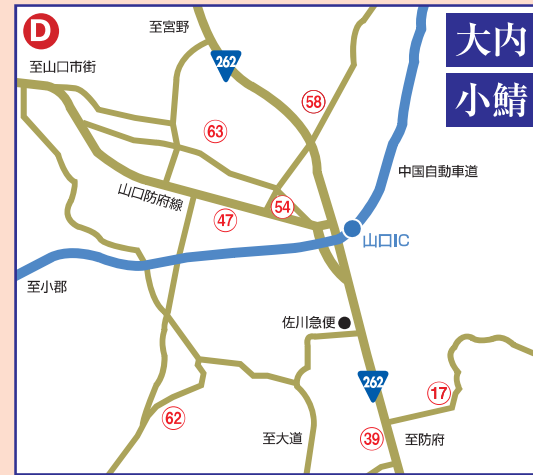 D
至宮野
大内
至山口市街
262
小鯖
58
63
中国自動車道
山口防府線
54
47
山口IC
至小郡
佐川急便
262
17
62
至大道
39
至防府